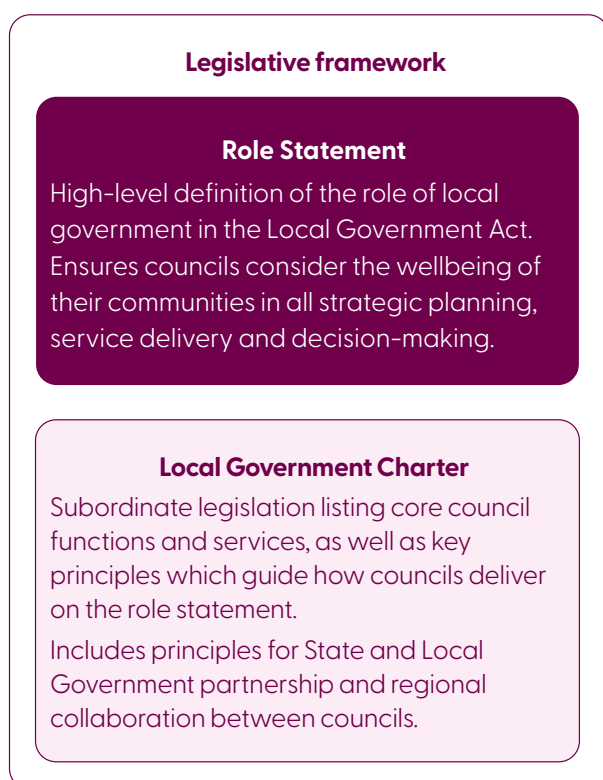 Legislative framework
Role Statement
High-level definition of the role of local
government in the Local Government Act.
Ensures councils consider the wellbeing of
their communities in all strategic planning,
service delivery and decision-making.
Local Government Charter
Subordinate legislation listing core council
functions and services, as well as key
principles which guide how councils deliver
on the role statement.
Includes principles for State and Local
Government partnership and regional
collaboration between councils.